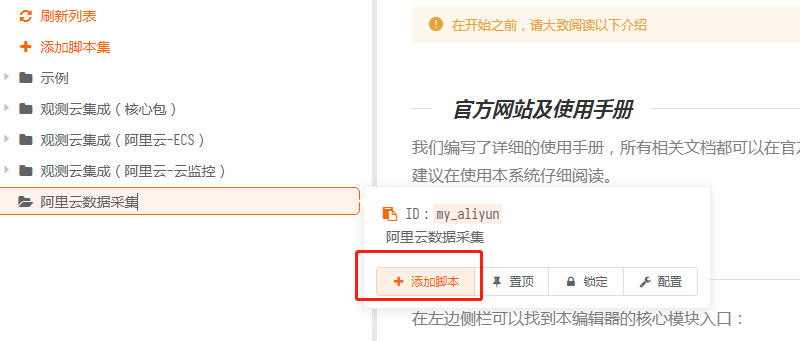 刷新列表
添加脚本集
示例
观测云集成（核心包）
观测云集成（阿里云-ECS）
观测云集成（阿里云-云监控）
阿里云数据采集
在开始之前，请大致阅读以下介绍
官方网站及使用手册
我们编写了详细的使用手册，所有相关文档都可以在官方
建议在使用本系统仔细阅读。
ID：my_aliyun
阿里云数据采集
添加脚本 置顶 锁定 配置
在左边侧栏可以找到本编辑器的核心模块入口：